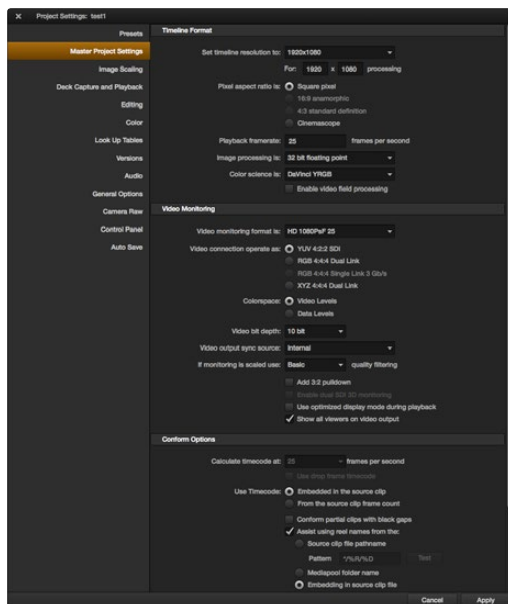 Project Settings: test1
Presets
Master Project Settings
Image Scaling
Deck Capture and Playback
Editing
Color
Look Up Tables
Versions
Audio
General Options
Camera Raw
Control Panel
Auto Save
Timeline Format
Set timeline resolution to: 1920x1080
For: 1920 x 1080 processing
Pixel aspect ratio is: Square pixel
16:9 anamorphic
4:3 standard definition
Cinemascope
Playback framerate: 25 frames per second
Image processing is: 32 bit floating point
Color science is: DaVinci YRGB
Enable video field processing
Video Monitoring
Video monitoring format is: HD 1080PsF 25
Video connection operate as: YUV 4:2:2 SDI
RGB 4:4:4 Dual Link
RGB 4:4:4 Single Link 3 Gb/s
XYZ 4:4:4 Dual Link
Colorspace: Video Levels
Data Levels
Video bit depth: 10 bit
Video output sync source: Internal
If monitoring is scaled use: Basic quality filtering
Add 3:2 pulldown
Enable dual SDI 3D monitoring
Use optimized display mode during playback
Show all viewers on video output
Conform Options
Calculate timecode at: 25 frames per second
Use drop frame timecode
Use Timecode: Embedded in the source clip
From the source clip frame count
Conform partial clips with black gaps
Assist using reel names from the:
Source clip file pathname
Pattern */%R/%D Test
Mediapool folder name
Embedding in source clip file
Cancel Apply